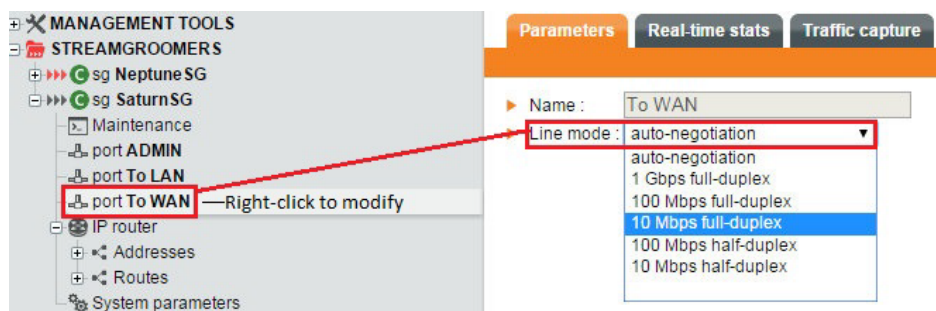 MANAGEMENT TOOLS
STREAMGROOMERS
sg NeptuneSG
sg SaturnSG
Maintenance
port ADMIN
port To LAN
port To WAN —Right-click to modify
IP router
Addresses
Routes
System parameters
Parameters Real-time stats Traffic capture
Name : To WAN
Line mode : auto-negotiation
auto-negotiation
1 Gbps full-duplex
100 Mbps full-duplex
10 Mbps full-duplex
100 Mbps half-duplex
10 Mbps half-duplex